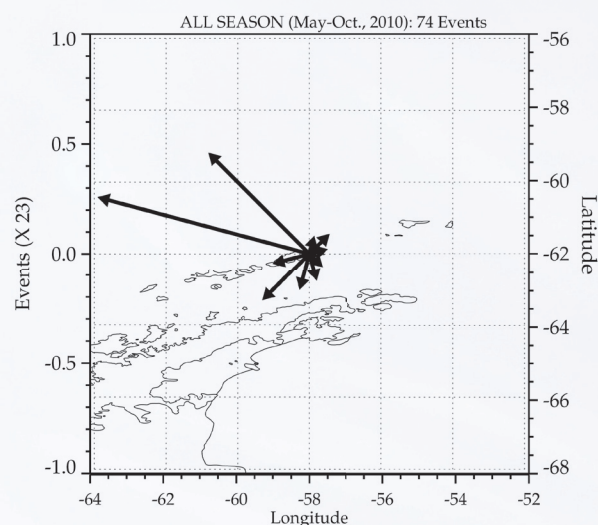 ALL SEASON (May-Oct., 2010): 74 Events
1.0
0.5
0.0
-0.5
-1.0
Events (X 23)
-56
-58
-60
-62
-64
-66
-68
Latitude
-64 -62 -60 -58 -56 -54 -52
Longitude